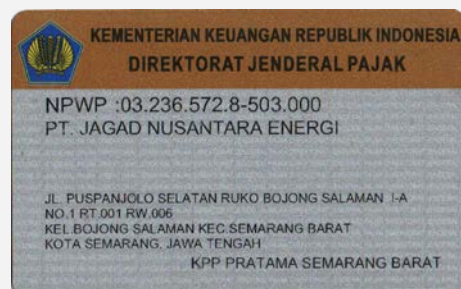 KEMENTERIAN KEUANGAN REPUBLIK INDONESIA
DIREKTORAT JENDERAL PAJAK
NPWP :03.236.572.8-503.000
PT. JAGAD NUSANTARA ENERGI
JL. PUSPANJOLO SELATAN RUKO BOJONG SALAMAN I-A
NO.1 RT.001 RW.006
KEL.BOJONG SALAMAN KEC.SEMARANG BARAT
KOTA SEMARANG, JAWA TENGAH
KPP PRATAMA SEMARANG BARAT